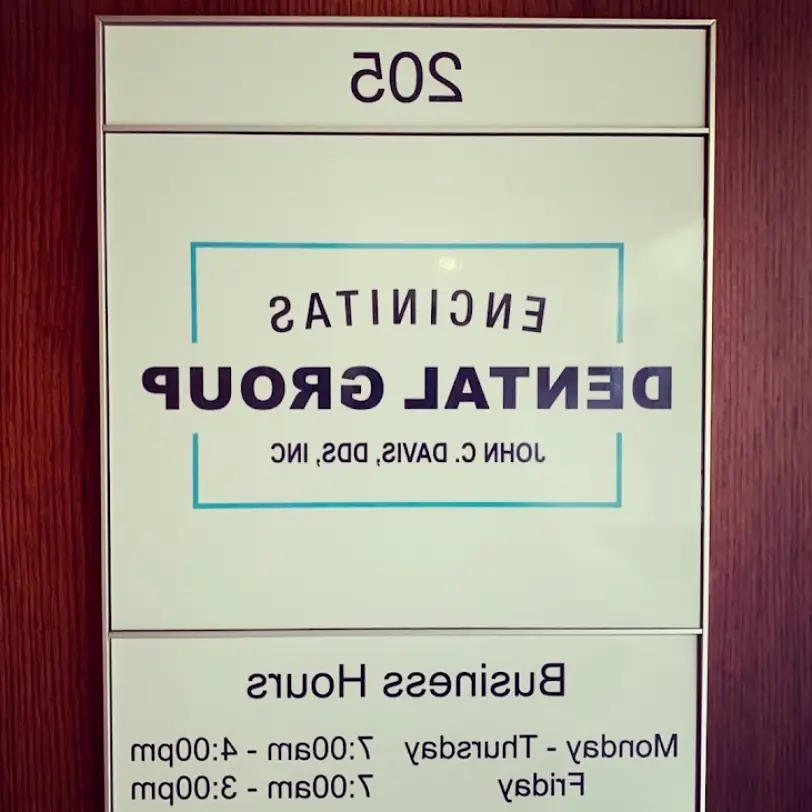 205
ENCINITAS
DENTAL GROUP
JOHN C. DAVIS, DDS, INC
Business Hours
Monday - Thursday 7:00am - 4:00pm
Friday 7:00am - 3:00pm